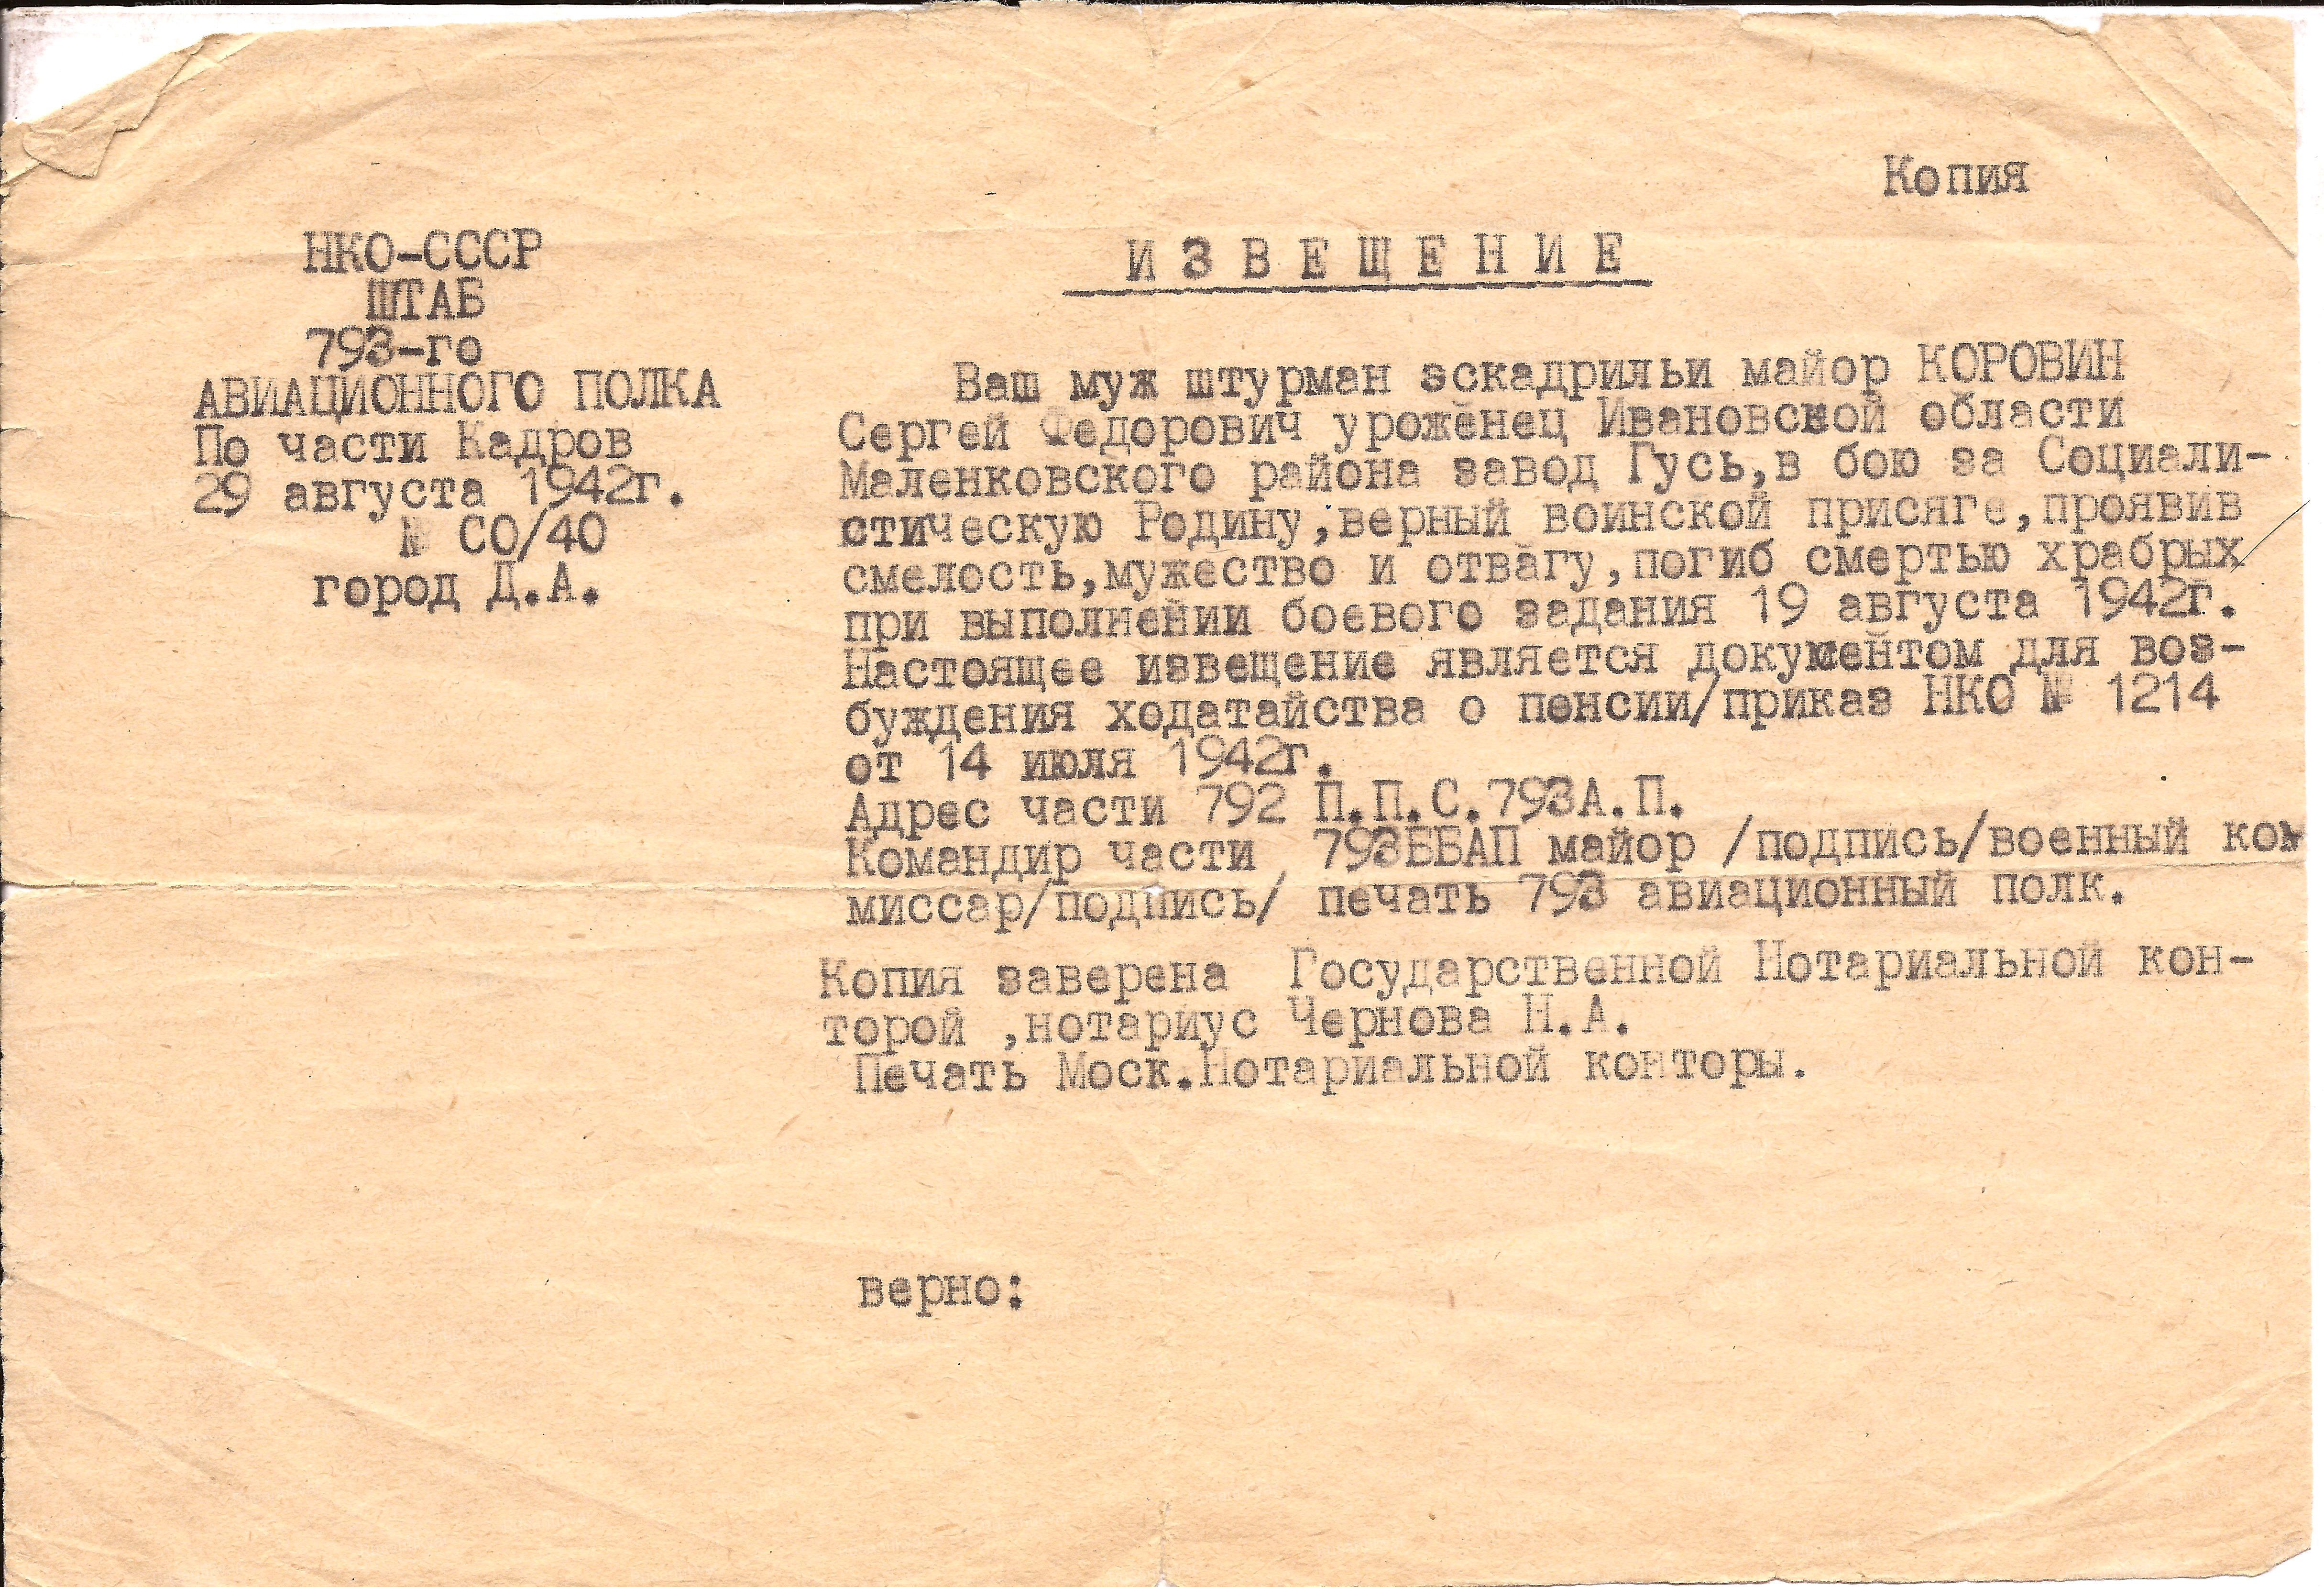 Копия
НКО-СССР
ШТАБ
793-го
АВИАЦИОННОГО ПОЛКА
По части Кадров
29 августа 1942г.
№ СО/40
город Д.А.
ИЗВЕЩЕНИЕ
Ваш муж штурман эскадрильи майор КОРОВИН
Сергей Федорович уроженец Ивановской области
Маленковского района завод Гусь,в бою за Социали-
стическую Родину,верный воинской присяге,проявив
смелость,мужество и отвагу,погиб смертью храбрых
при выполнении боевого задания 19 августа 1942г.
Настоящее извещение является документом для воз-
буждения ходатайства о пенсии/приказ НКО № 1214
от 14 июля 1942г.
Адрес части 792 П.П.С.793А.П.
Командир части 793ББАП майор /подпись/военный ком
миссар/подпись/ печать 793 авиационный полк.
Копия заверена Государственной Нотариальной кон-
торой ,нотариус Чернова Н.А.
Печать Моск.Нотариальной конторы.
верно: